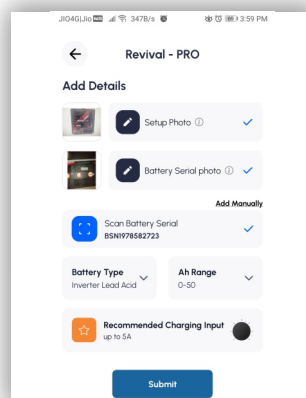 JIO4G|Jio 347B/s 3:59 PM
Revival - PRO
Add Details
Setup Photo
Battery Serial photo
Add Manually
Scan Battery Serial
BSN1978582723
Battery Type Ah Range
Inverter Lead Acid 0-50
Recommended Charging Input
up to 5A
Submit